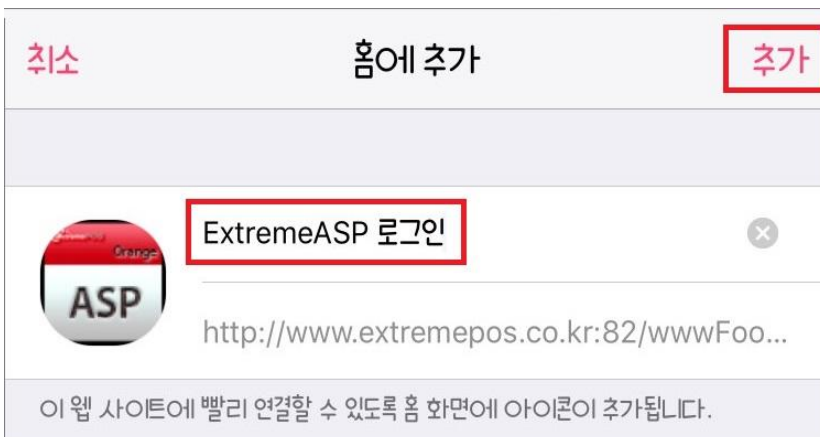 취소 홈에 추가 추가
Orange
ASP
ExtremeASP 로그인
http://www.extremepos.co.kr:82/wwwFoo...
이 웹 사이트에 빨리 연결할 수 있도록 홈 화면에 아이콘이 추가됩니다.